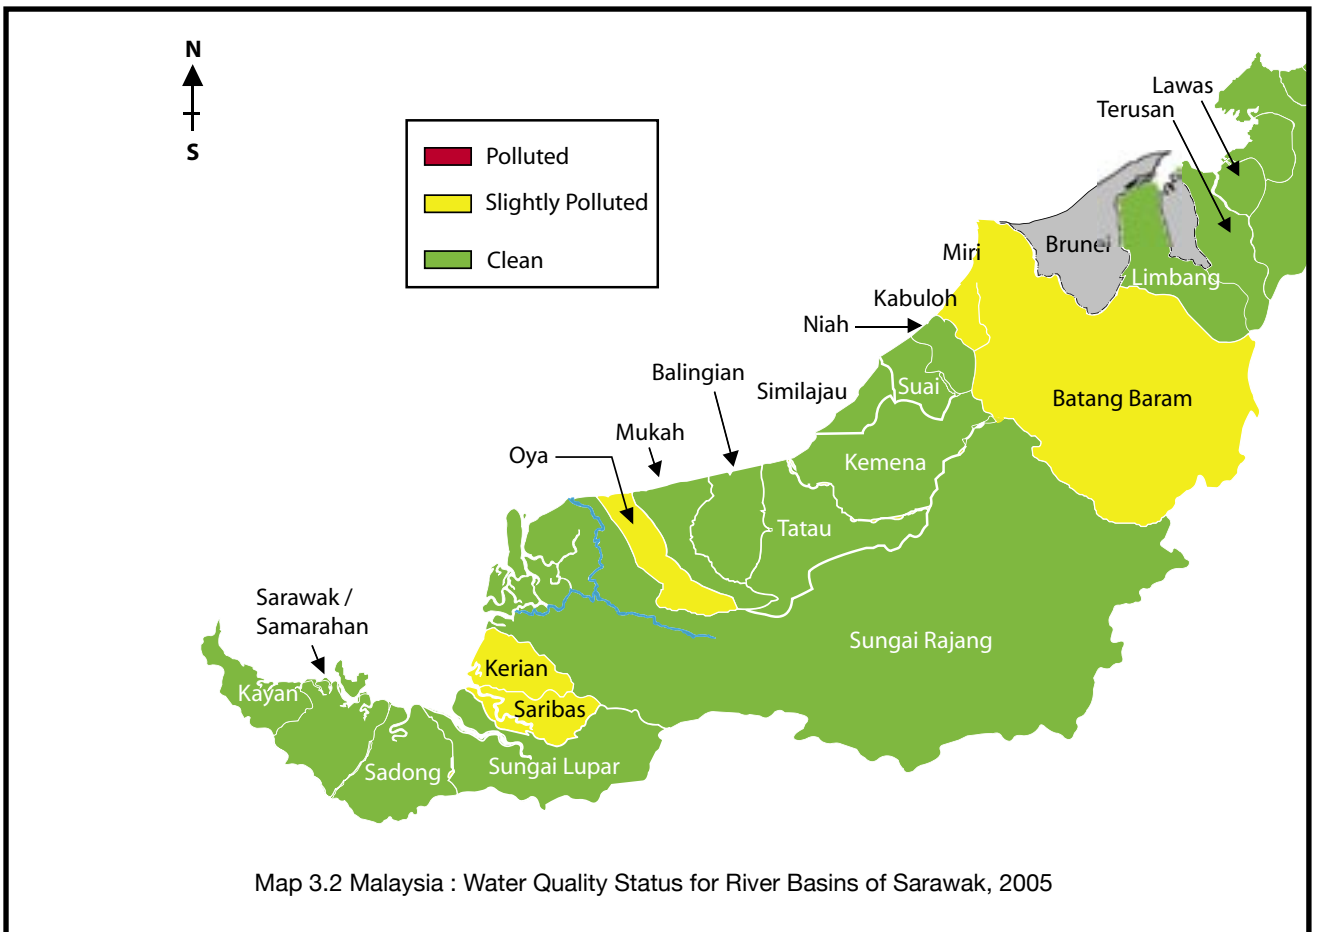 N
S
Polluted
Slightly Polluted
Clean
Lawas
Terusan
Brunei
Miri
Limbang
Kabuloh
Niah
Balingian
Similajau
Suai
Batang Baram
Mukah
Oya
Kemena
Tatau
Sarawak /
Samarahan
Sungai Rajang
Kerian
Kayan
Saribas
Sadong
Sungai Lupar
Map 3.2 Malaysia : Water Quality Status for River Basins of Sarawak, 2005